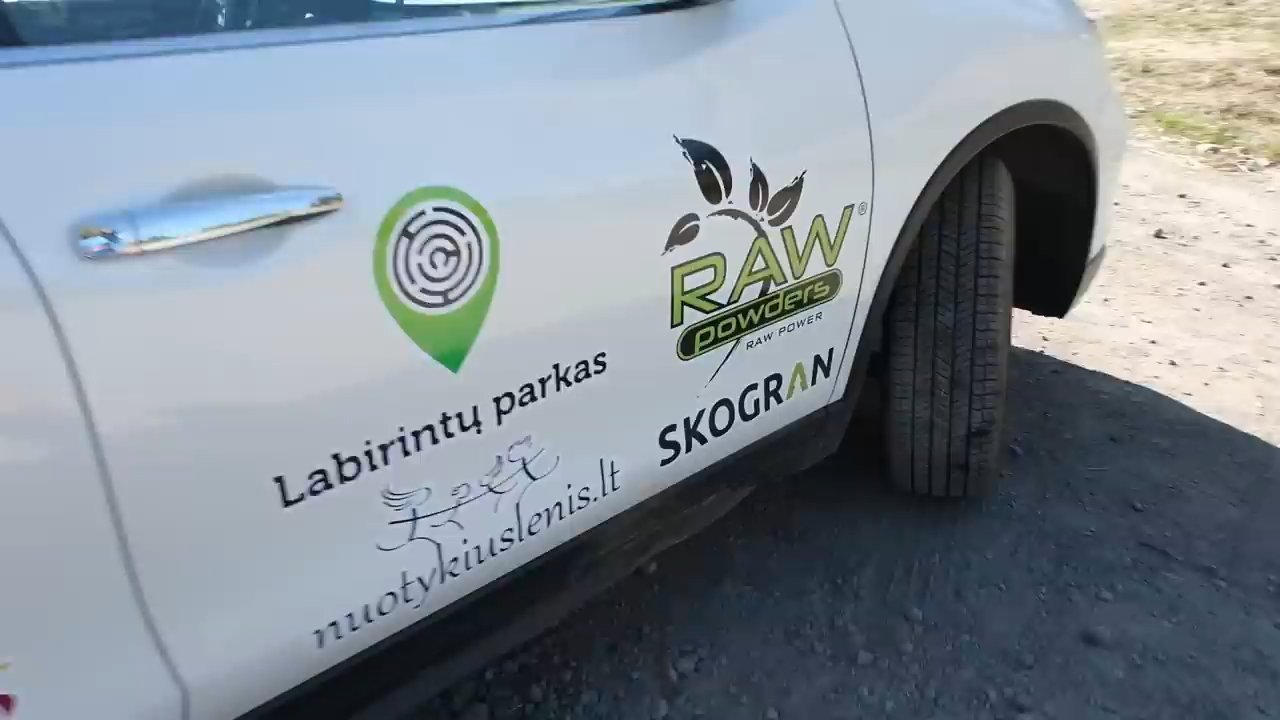 Labirintų parkas
nuotykiuslenis.lt
RAW®
powders
RAW POWER
SKOGRAN